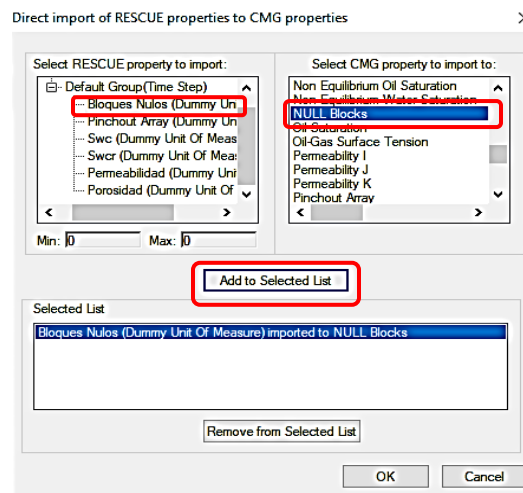 Direct import of RESCUE properties to CMG properties
Select RESCUE property to import:
Default Group(Time Step)
Bloques Nulos (Dummy Un
Pinchout Array (Dummy Un
Swc (Dummy Unit Of Meas
Swcr (Dummy Unit Of Meas
Permeabilidad (Dummy Uni
Porosidad (Dummy Unit Of
Min: 0 Max: 0
Select CMG property to import to:
Non Equilibrium Oil Saturation
Non Equilibrium Water Saturation
NULL Blocks
Oil Saturation
Oil-Gas Surface Tension
Permeability I
Permeability J
Permeability K
Pinchout Array
Add to Selected List
Selected List
Bloques Nulos (Dummy Unit Of Measure) imported to NULL Blocks
Remove from Selected List
OK Cancel